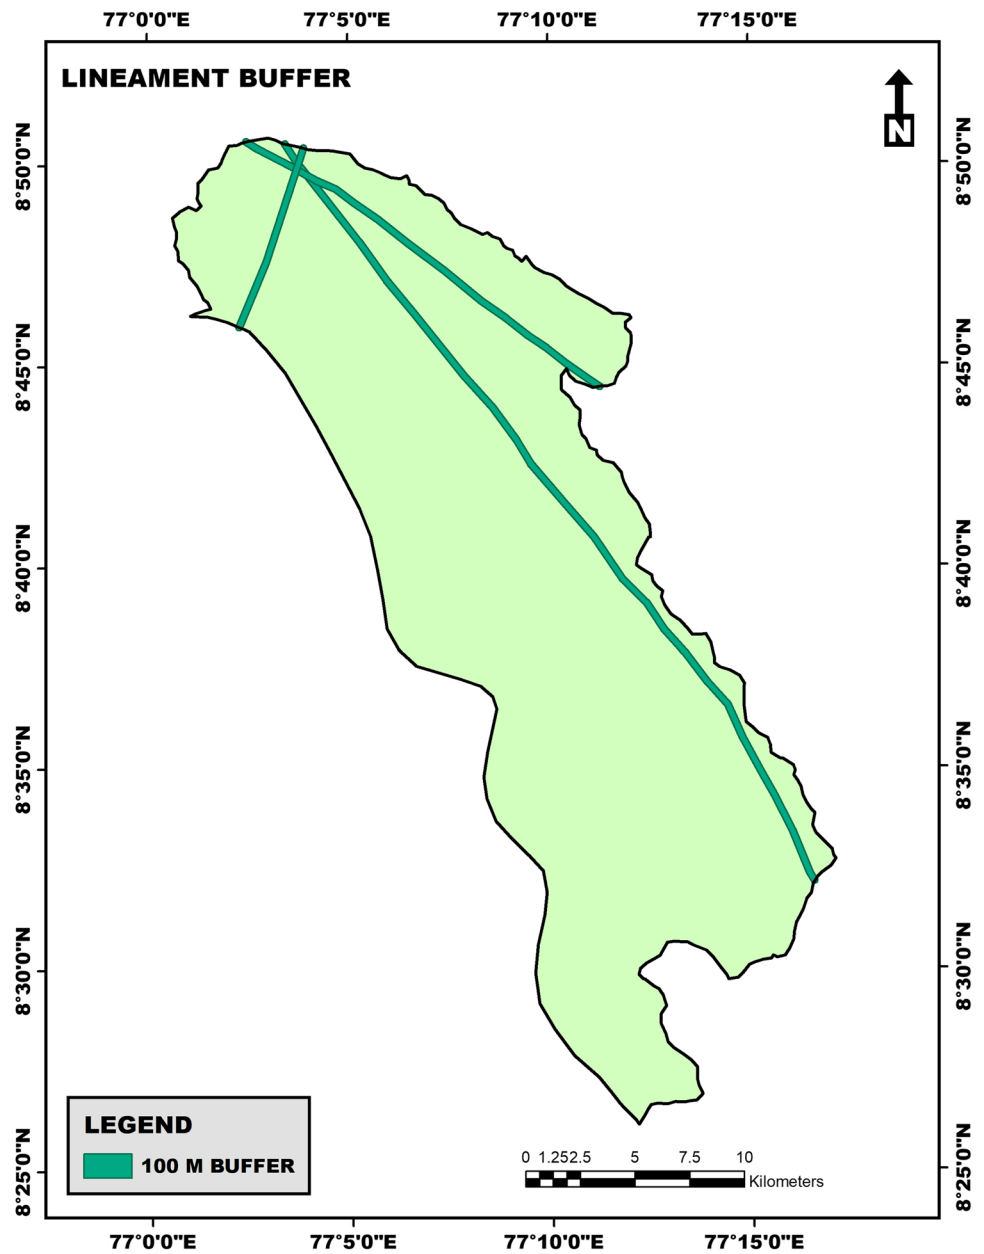 77°0'0"E 77°5'0"E 77°10'0"E 77°15'0"E
LINEAMENT BUFFER
N
8°50'0"N
8°45'0"N
8°40'0"N
8°35'0"N
8°30'0"N
8°25'0"N
8°50'0"N
8°45'0"N
8°40'0"N
8°35'0"N
8°30'0"N
8°25'0"N
LEGEND
100 M BUFFER
0 1.252.5 5 7.5 10
Kilometers
77°0'0"E 77°5'0"E 77°10'0"E 77°15'0"E